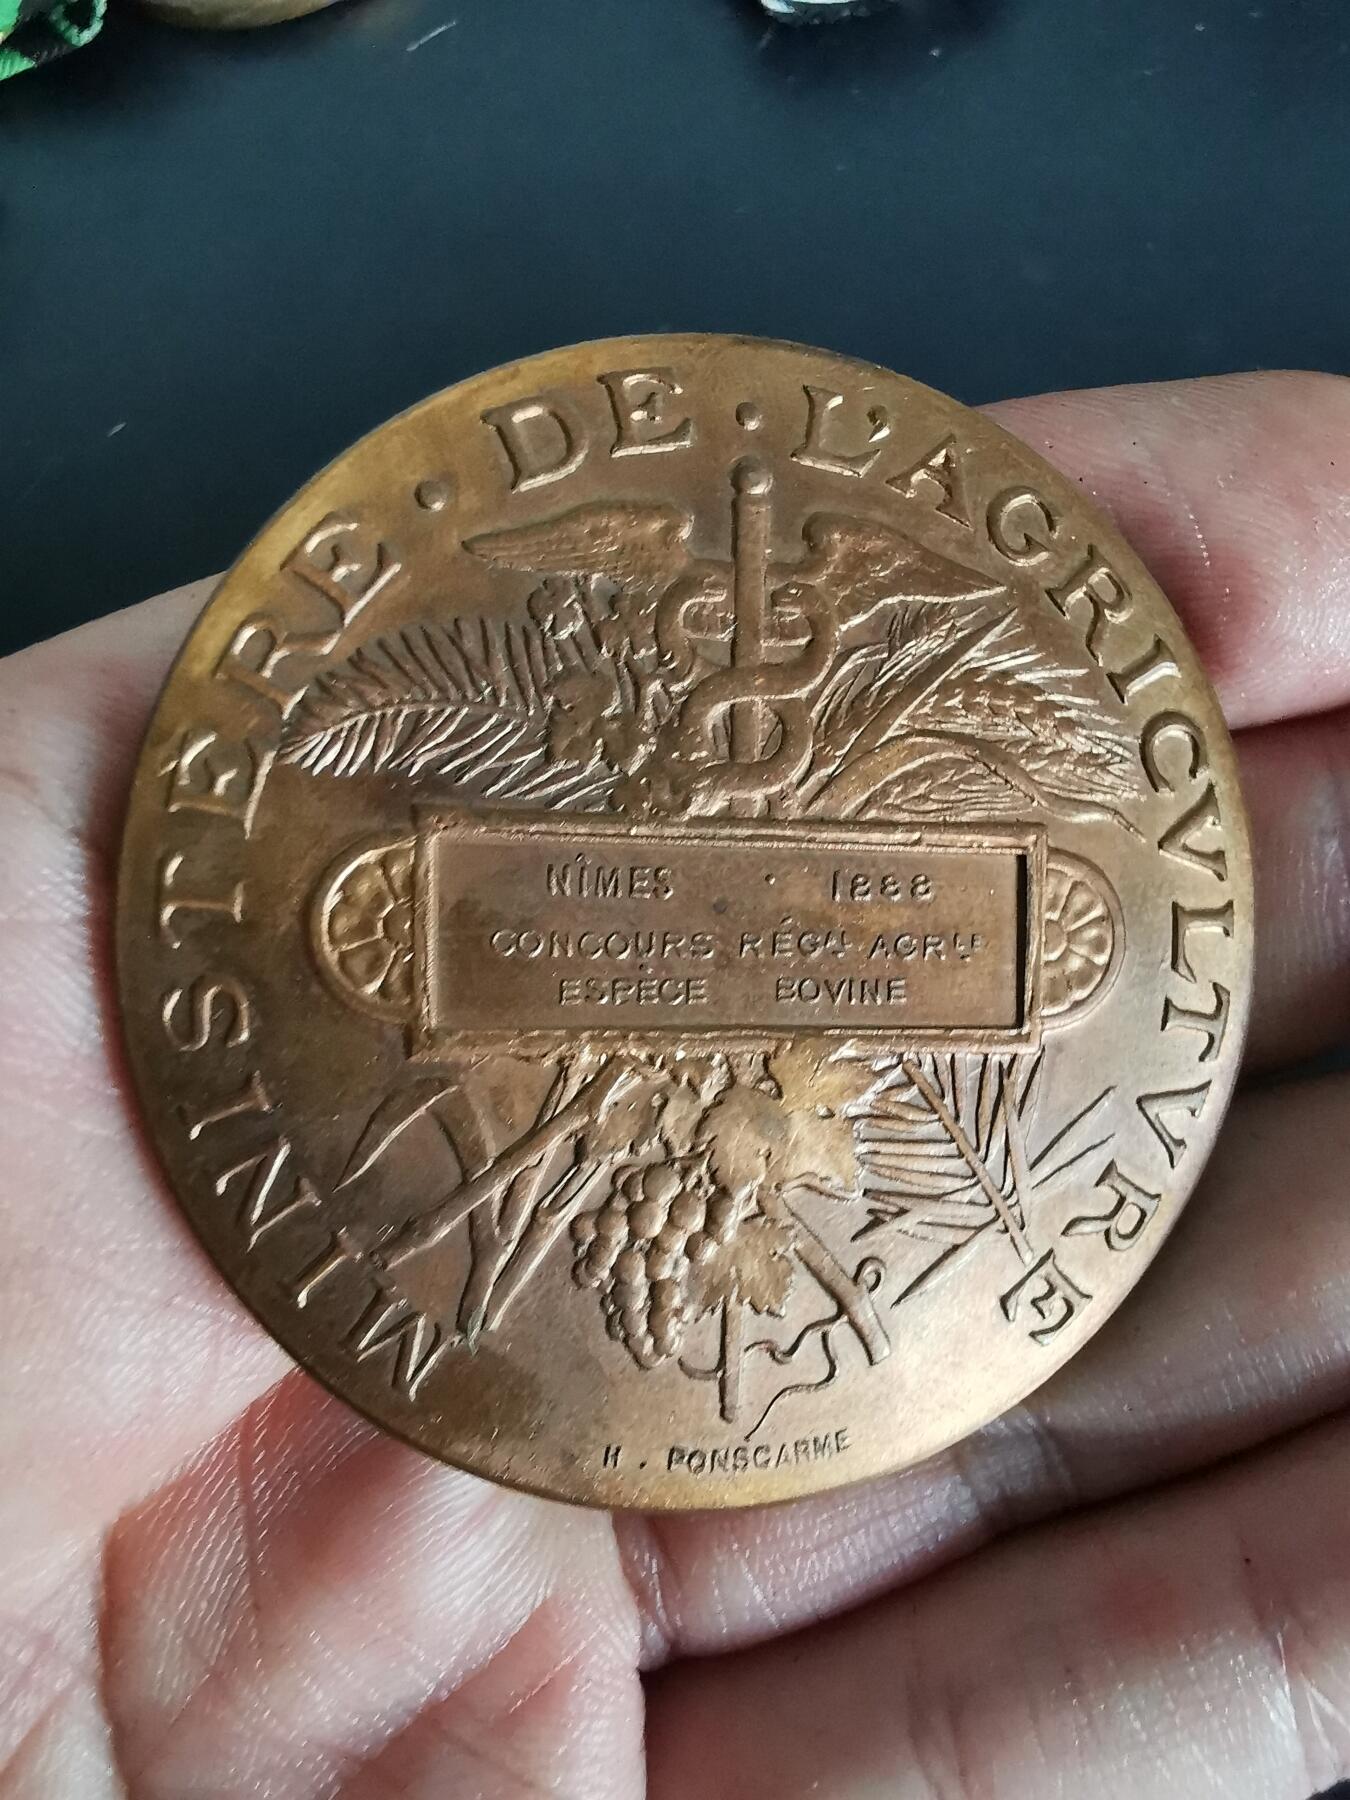 MINISTÈRE · DE · L'AGRICVLTVRE
NÎMES · 1888
CONCOURS RÉGAL AGRLE
ESPÈCE BOVINE
H. PONSCARME